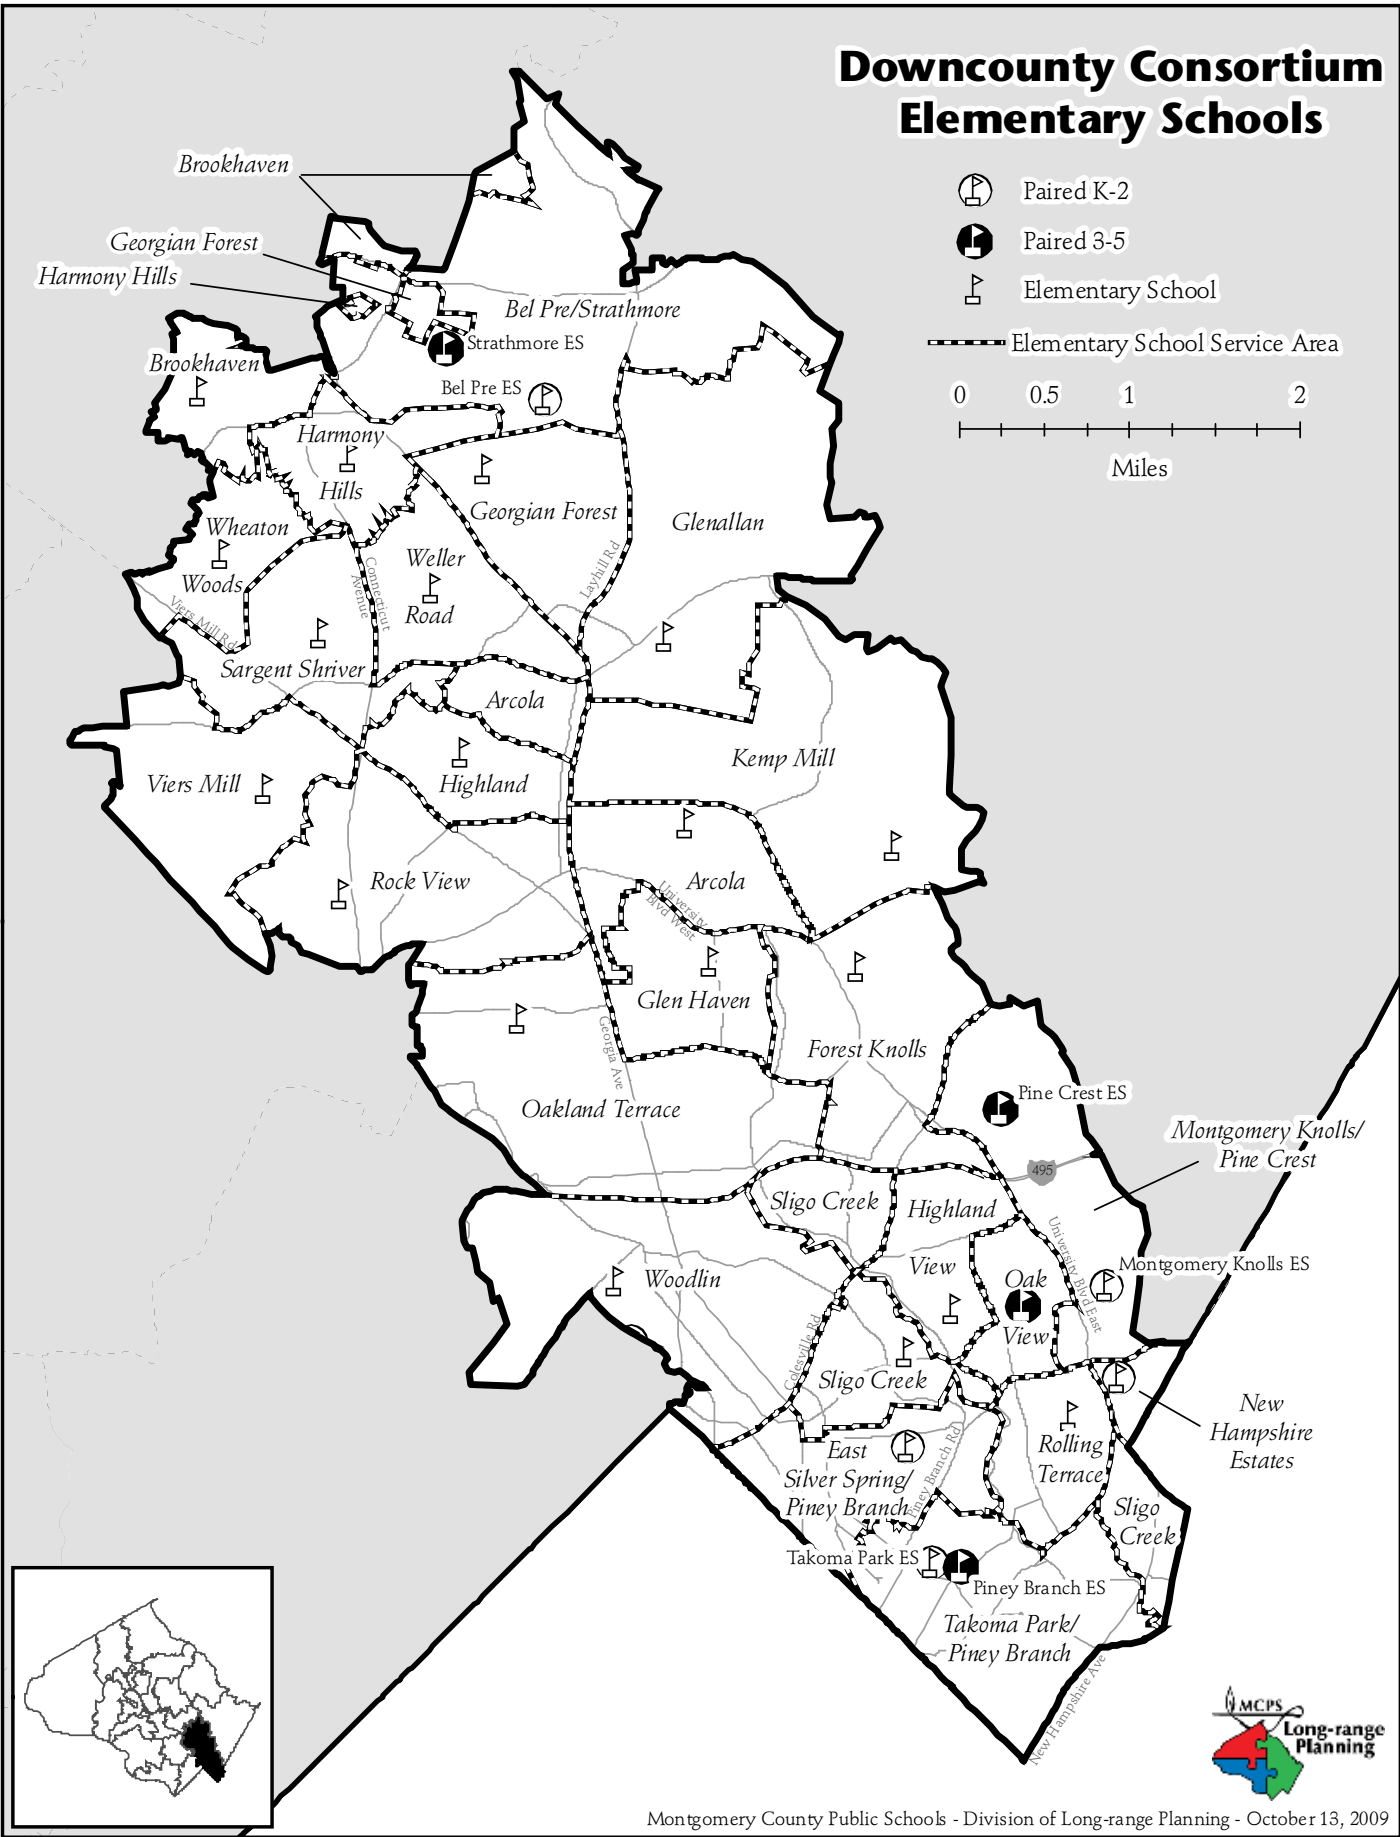 Downcounty Consortium
Elementary Schools
Paired K-2
Paired 3-5
Elementary School
Elementary School Service Area
0 0.5 1 2
Miles
Brookhaven
Georgian Forest
Harmony Hills
Bel Pre/Strathmore
Strathmore ES
Brookhaven
Bel Pre ES
Harmony
Hills
Georgian Forest
Glenallan
Wheaton
Woods
Weller
Road
Connecticut
Avenue
Layhill Rd
Viers Mill Rd
Sargent Shriver
Arcola
Kemp Mill
Viers Mill
Highland
Rock View
Arcola
University
Blvd West
Glen Haven
Georgia Ave
Forest Knolls
Oakland Terrace
Pine Crest ES
Montgomery Knolls/
Pine Crest
495
Sligo Creek
Highland
View
University Blvd East
Montgomery Knolls ES
Woodlin
Oak
View
Colesville Rd
Sligo Creek
New
Hampshire
Estates
Rolling
Terrace
East
Silver Spring/
Piney Branch
Piney Branch Rd
Sligo
Creek
Takoma Park ES
Piney Branch ES
Takoma Park/
Piney Branch
New Hampshire Ave
MCPS
Long-range
Planning
Montgomery County Public Schools - Division of Long-range Planning - October 13, 2009